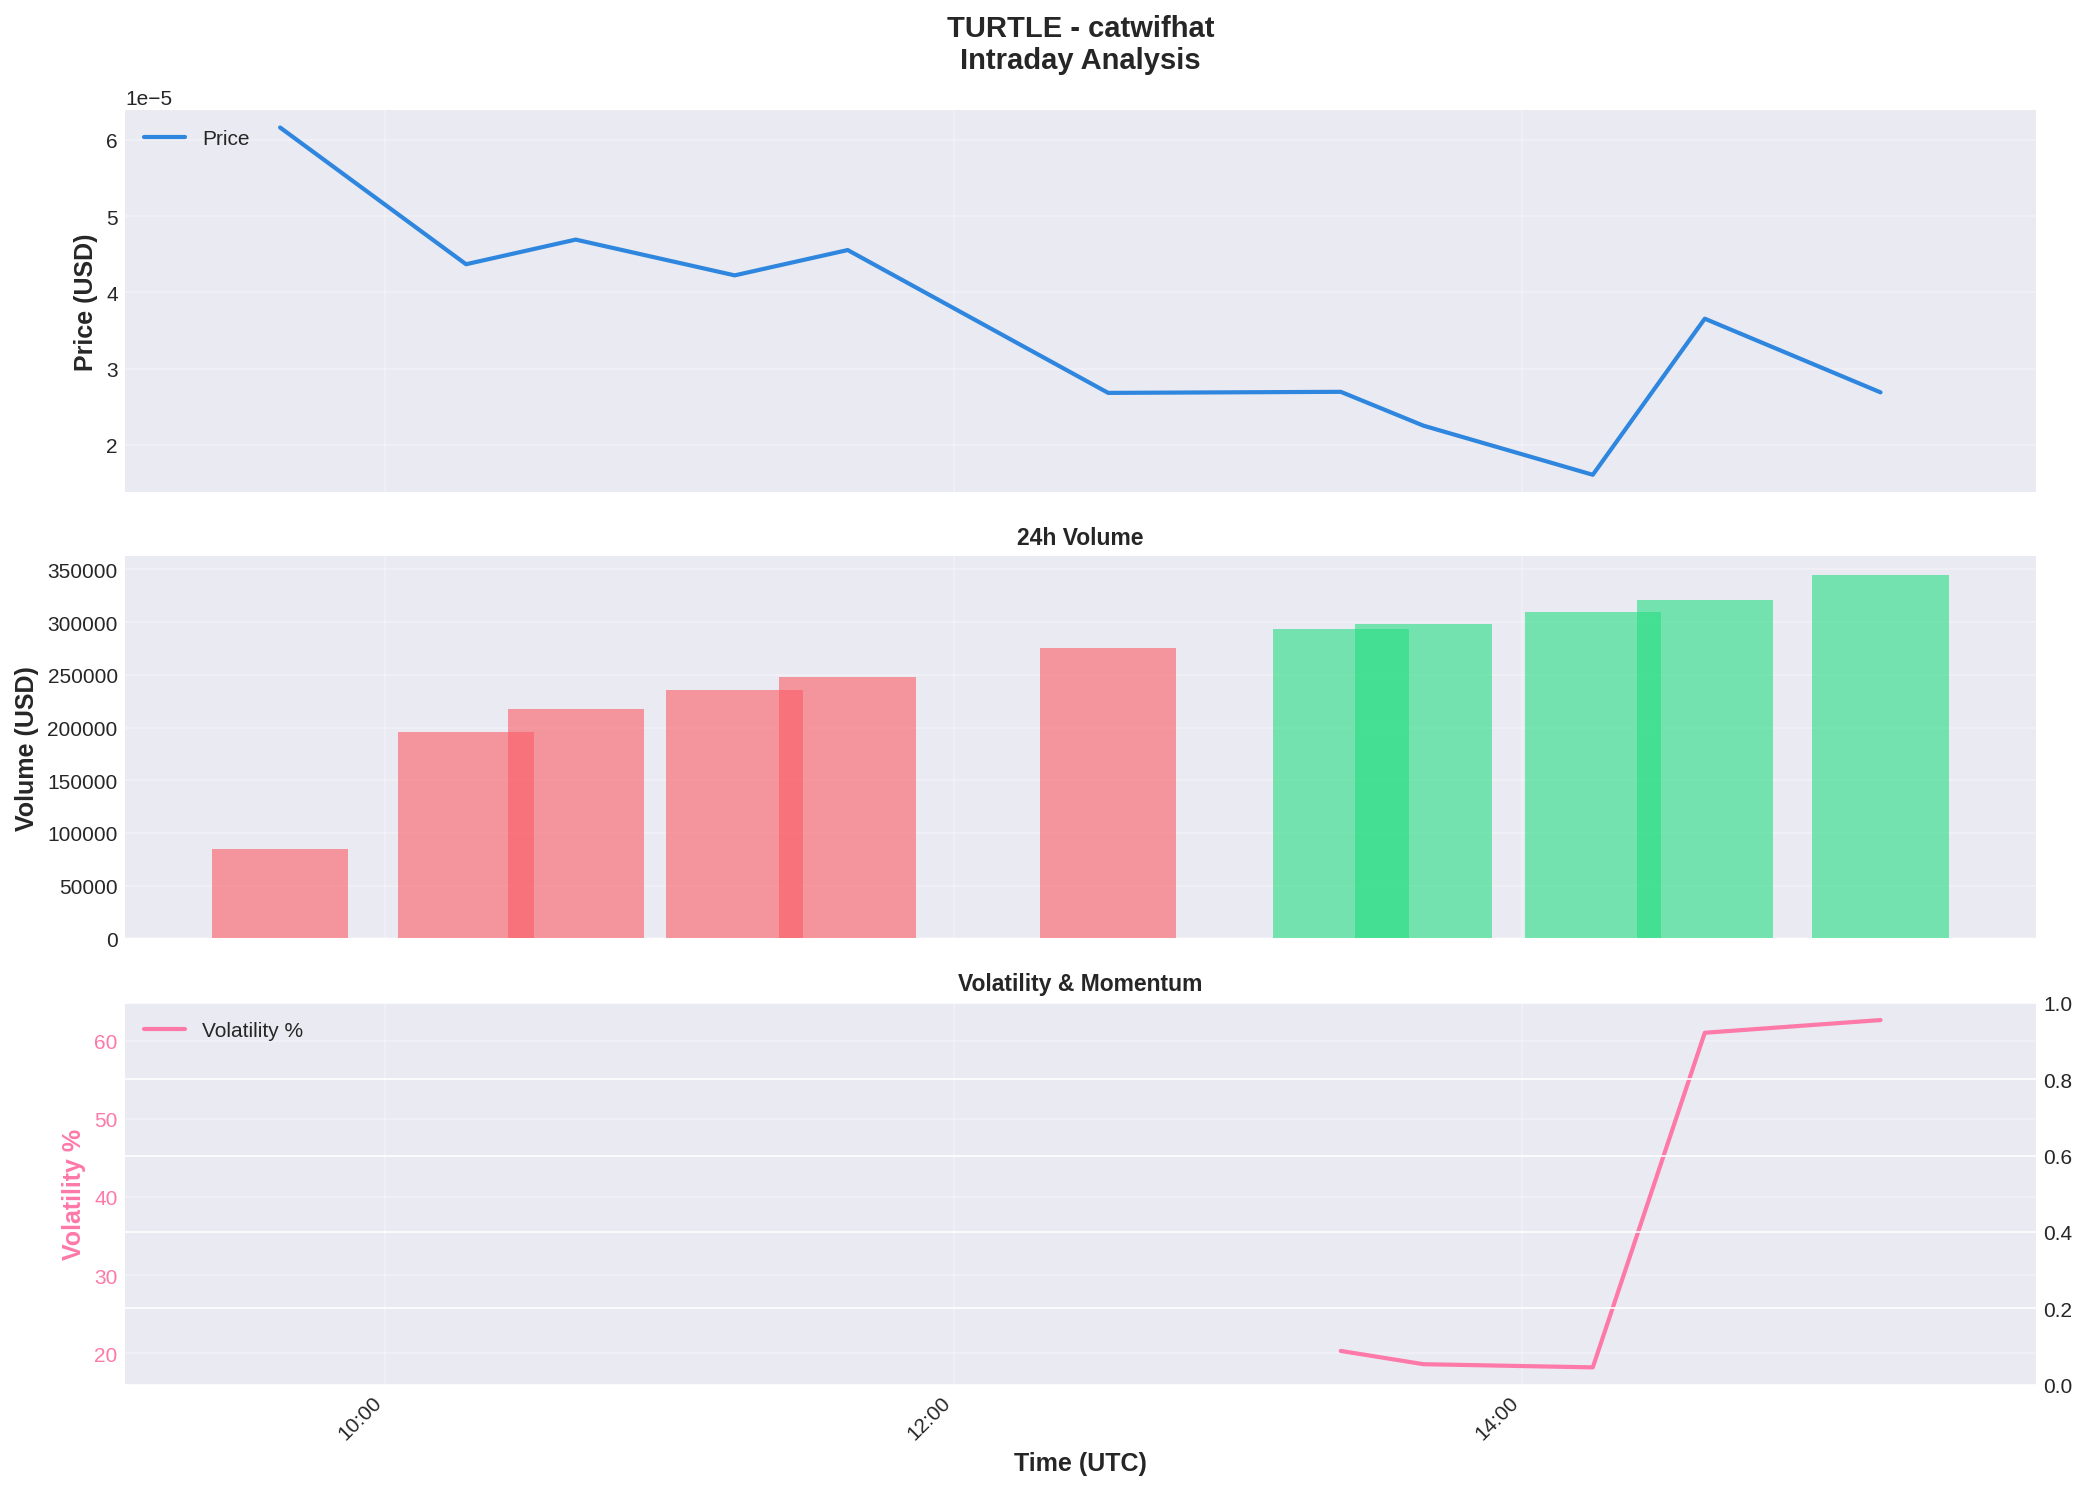 TURTLE - catwifhat
Intraday Analysis
1e−5
Price
6
5
4
3
2
Price (USD)
24h Volume
350000
300000
250000
200000
150000
100000
50000
0
Volume (USD)
Volatility & Momentum
Volatility %
60
50
40
30
20
Volatility %
1.0
0.8
0.6
0.4
0.2
0.0
10:00
12:00
14:00
Time (UTC)